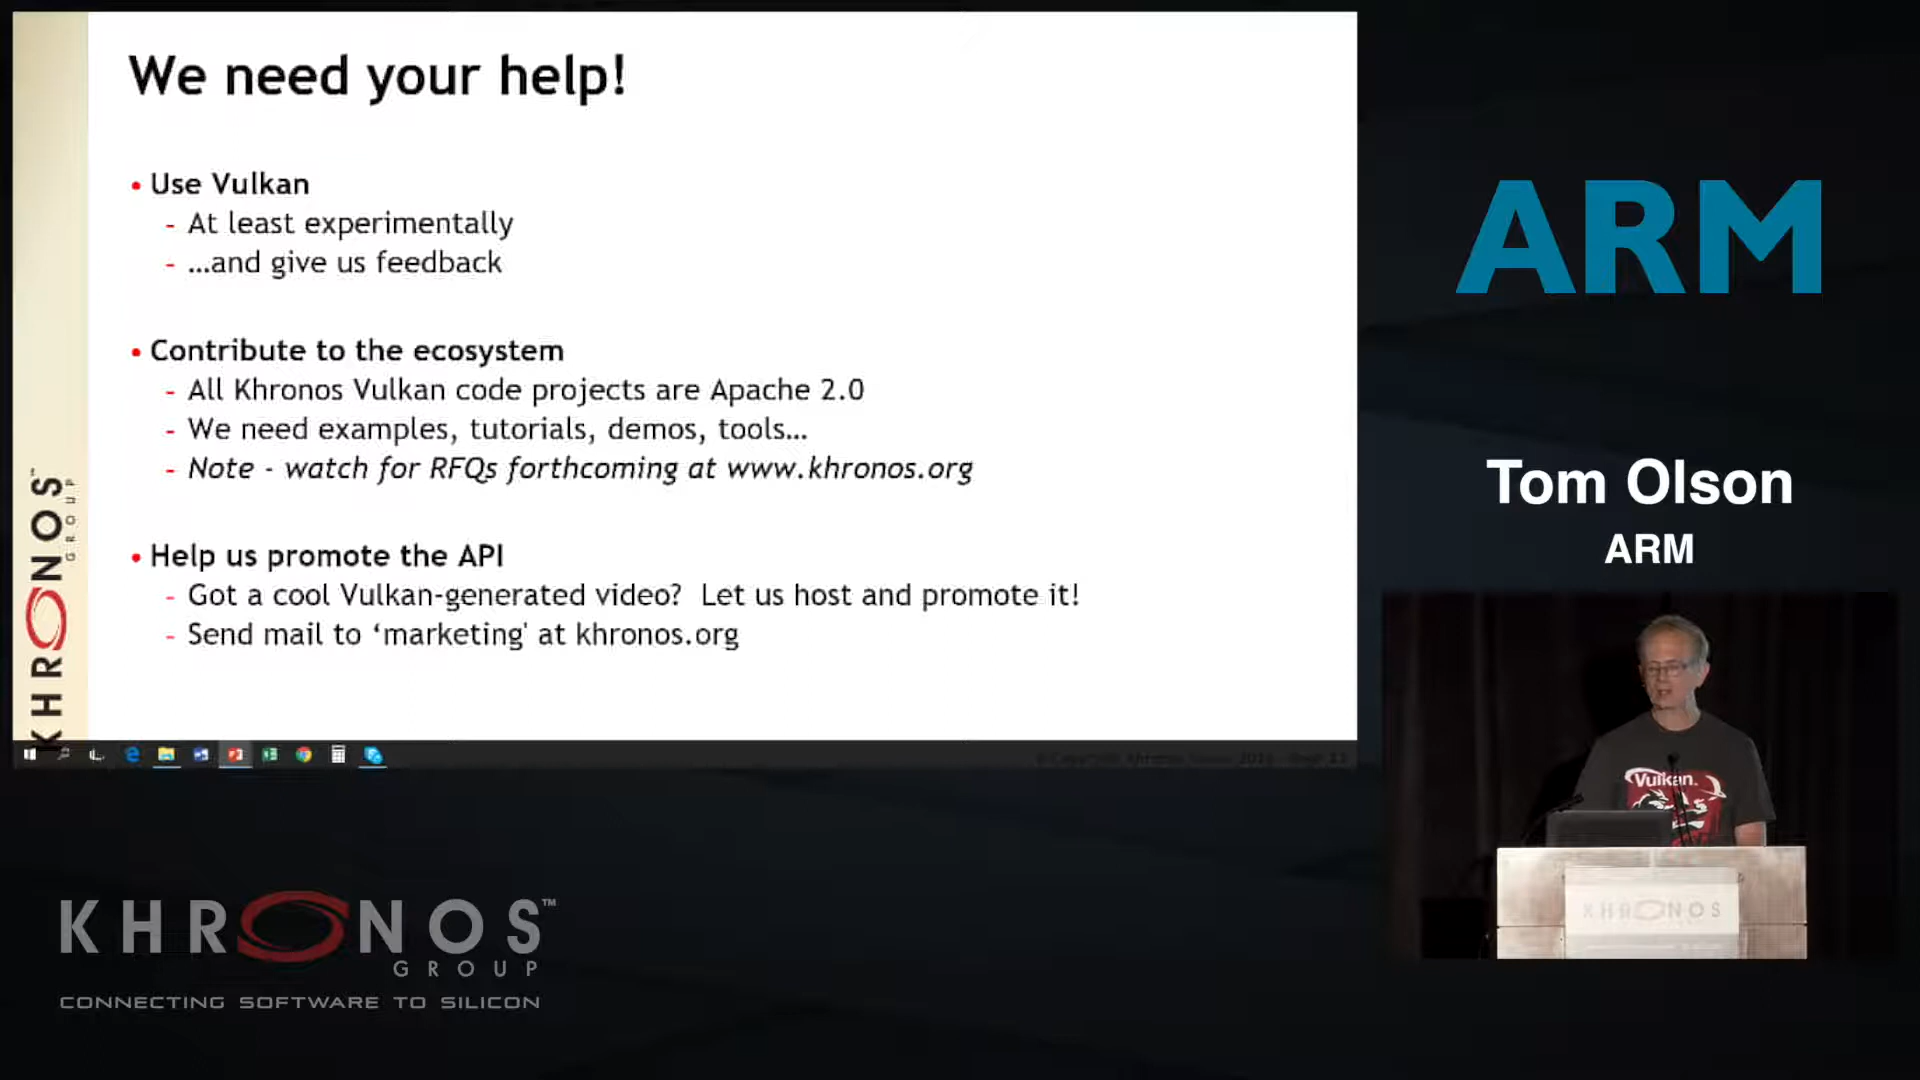 We need your help!
• Use Vulkan
- At least experimentally
- …and give us feedback
• Contribute to the ecosystem
- All Khronos Vulkan code projects are Apache 2.0
- We need examples, tutorials, demos, tools…
- Note - watch for RFQs forthcoming at www.khronos.org
• Help us promote the API
- Got a cool Vulkan-generated video? Let us host and promote it!
- Send mail to ‘marketing' at khronos.org
KHRONOS™
GROUP
ARM
Tom Olson
ARM
Vulkan.
KHRONOS
KHRONOS™
GROUP
CONNECTING SOFTWARE TO SILICON